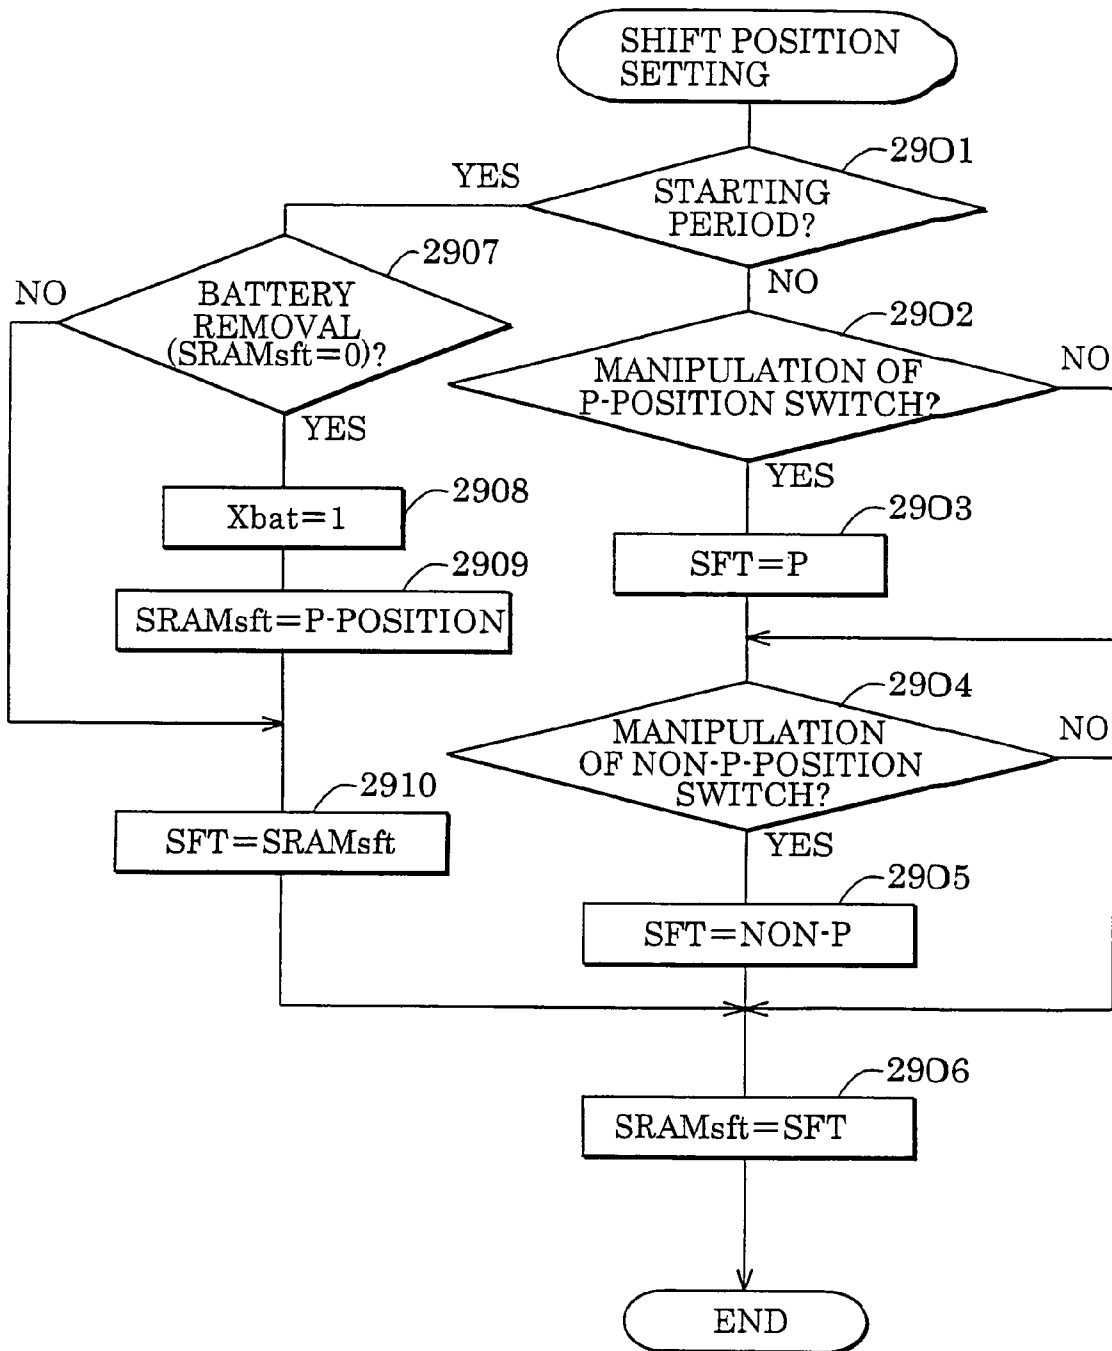 SHIFT POSITION
SETTING
2901
YES
STARTING
PERIOD?
NO
2907
NO
BATTERY
REMOVAL
(SRAMsft=0)?
YES
2902
NO
MANIPULATION OF
P-POSITION SWITCH?
YES
2908
Xbat=1
2903
SFT=P
2909
SRAMsft=P-POSITION
2904
NO
MANIPULATION
OF NON-P-POSITION
SWITCH?
YES
2910
SFT=SRAMsft
2905
SFT=NON-P
2906
SRAMsft=SFT
END